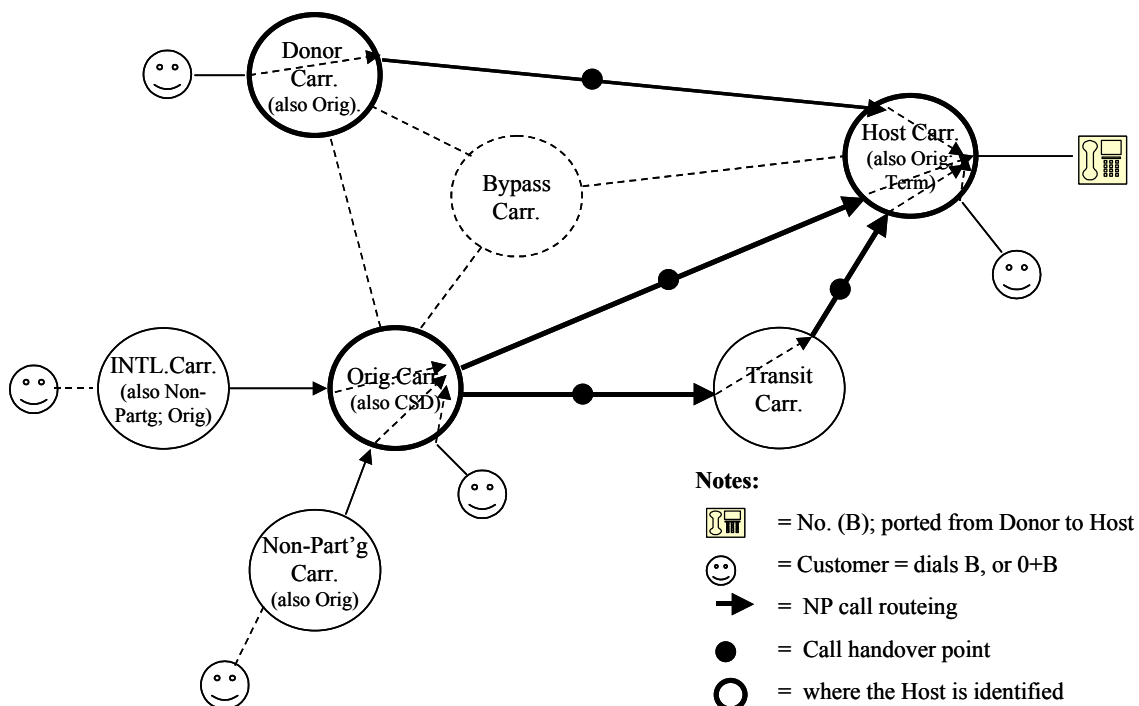 Donor
Carr.
(also Orig).
Host Carr.
(also Orig;
Term)
Bypass
Carr.
INTL.Carr.
(also Non-
Partg; Orig)
Orig.Carr.
(also CSD)
Transit
Carr.
Non-Part'g
Carr.
(also Orig)
Notes:
= No. (B); ported from Donor to Host
= Customer = dials B, or 0+B
= NP call routeing
= Call handover point
= where the Host is identified